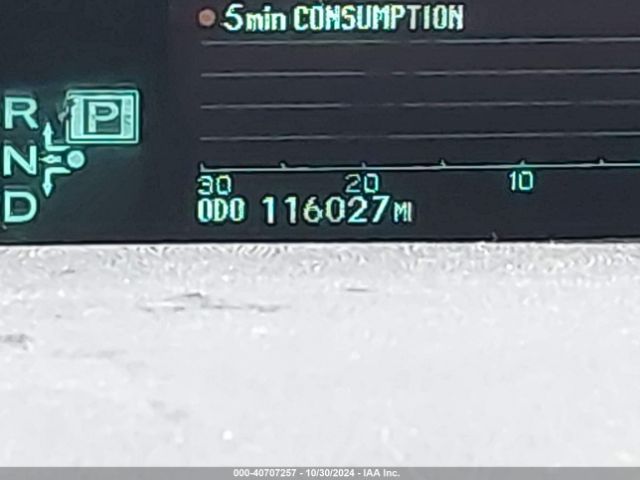 5min CONSUMPTION
R P
N
D
30 20 10
ODO 116027 MI
000-40707257 - 10/30/2024 - IAA Inc.